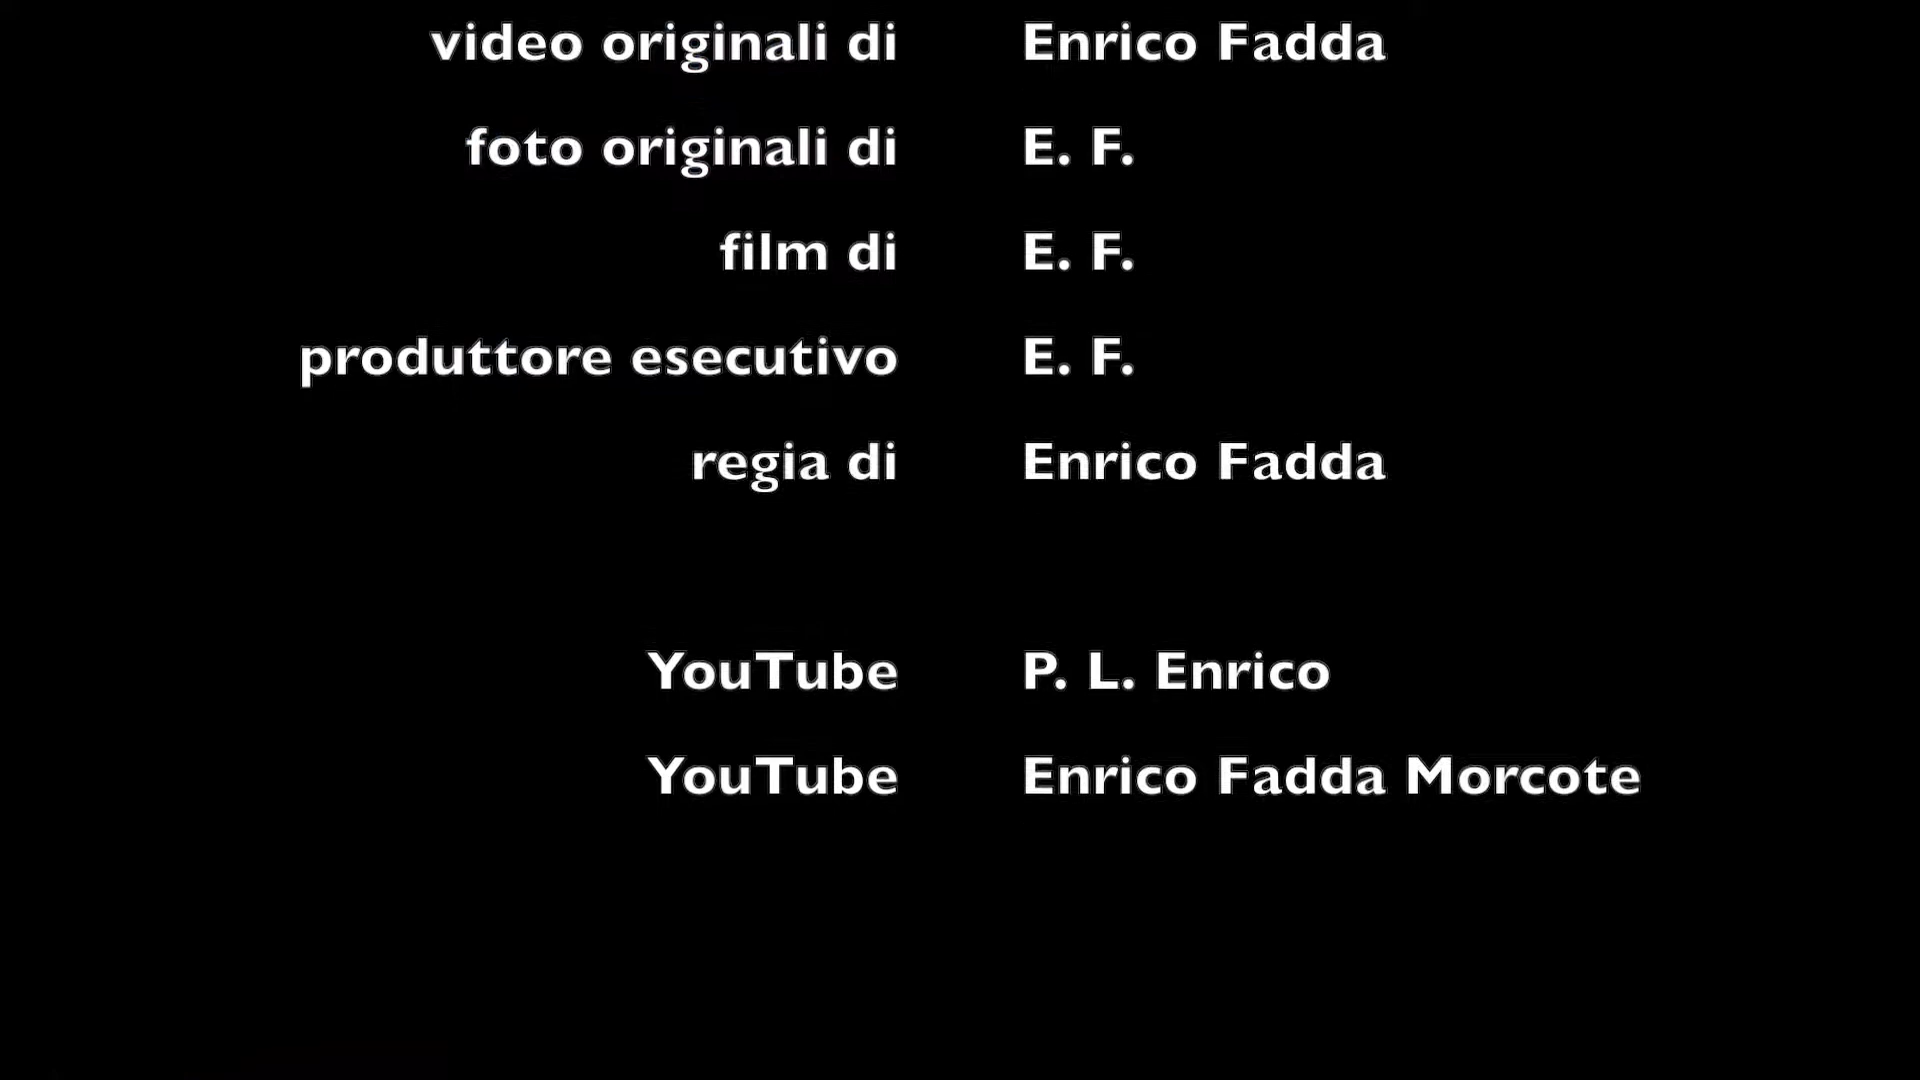 video originali di Enrico Fadda
foto originali di E. F.
film di E. F.
produttore esecutivo E. F.
regia di Enrico Fadda
YouTube P. L. Enrico
YouTube Enrico Fadda Morcote